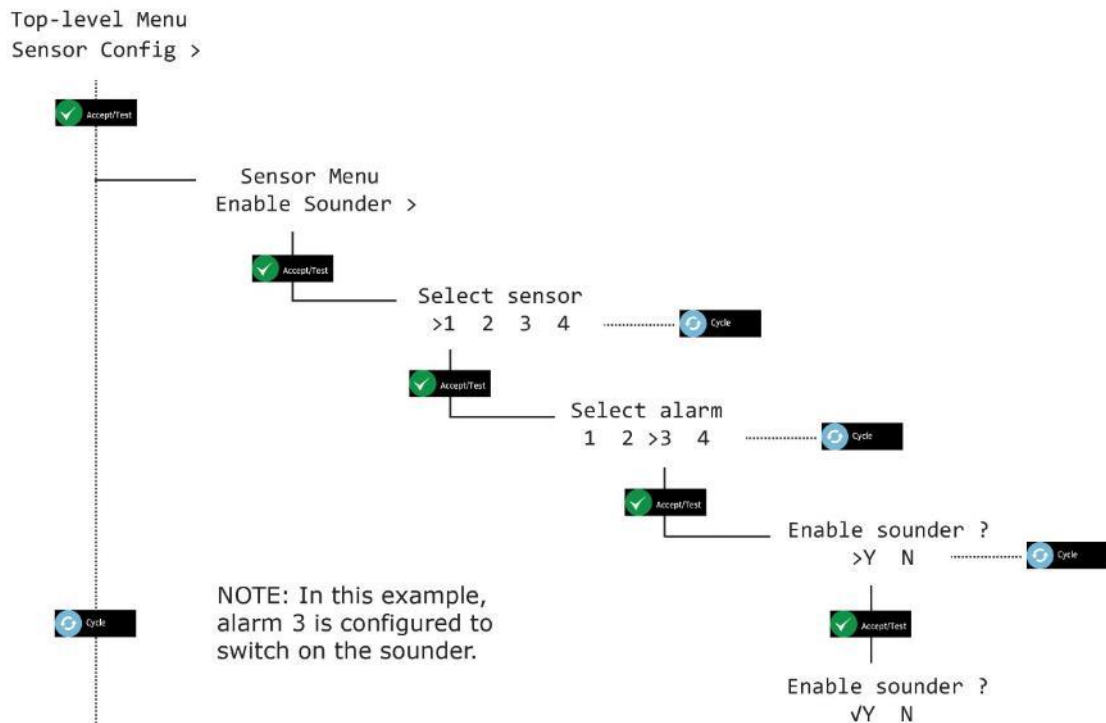 Top-level Menu
Sensor Config >
Accept/Test
Sensor Menu
Enable Sounder >
Accept/Test
Select sensor
>1 2 3 4
Cycle
Accept/Test
Select alarm
1 2 >3 4
Cycle
Accept/Test
Enable sounder ?
>Y N
Cycle
NOTE: In this example,
alarm 3 is configured to
switch on the sounder.
Cycle
Accept/Test
Enable sounder ?
√Y N